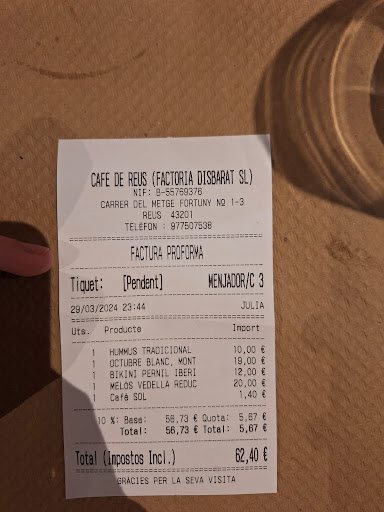 CAFE DE REUS (FACTORIA DISBARAT SL)
NIF: B-55769376
CARRER DEL METGE FORTUNY Nº 1-3
REUS 43201
TELEFON : 977507538
FACTURA PROFORMA
Tiquet: [Pendent] MENJADOR/C 3
28/03/2024 23:44 JULIA
Uts. Producte Import
1 HUMMUS TRADICIONAL 10,00 €
1 OCTUBRE BLANC, MONT 19,00 €
1 BIKINI PERNIL IBERI 12,00 €
1 MELOS VEDELLA REDUC 20,00 €
1 Café SOL 1,40 €
10 %: Base: 56,73 € Quota: 5,67 €
Total: 56,73 € Total: 5,67 €
Total (Impostos Incl.) 62,40 €
GRÀCIES PER LA SEVA VISITA